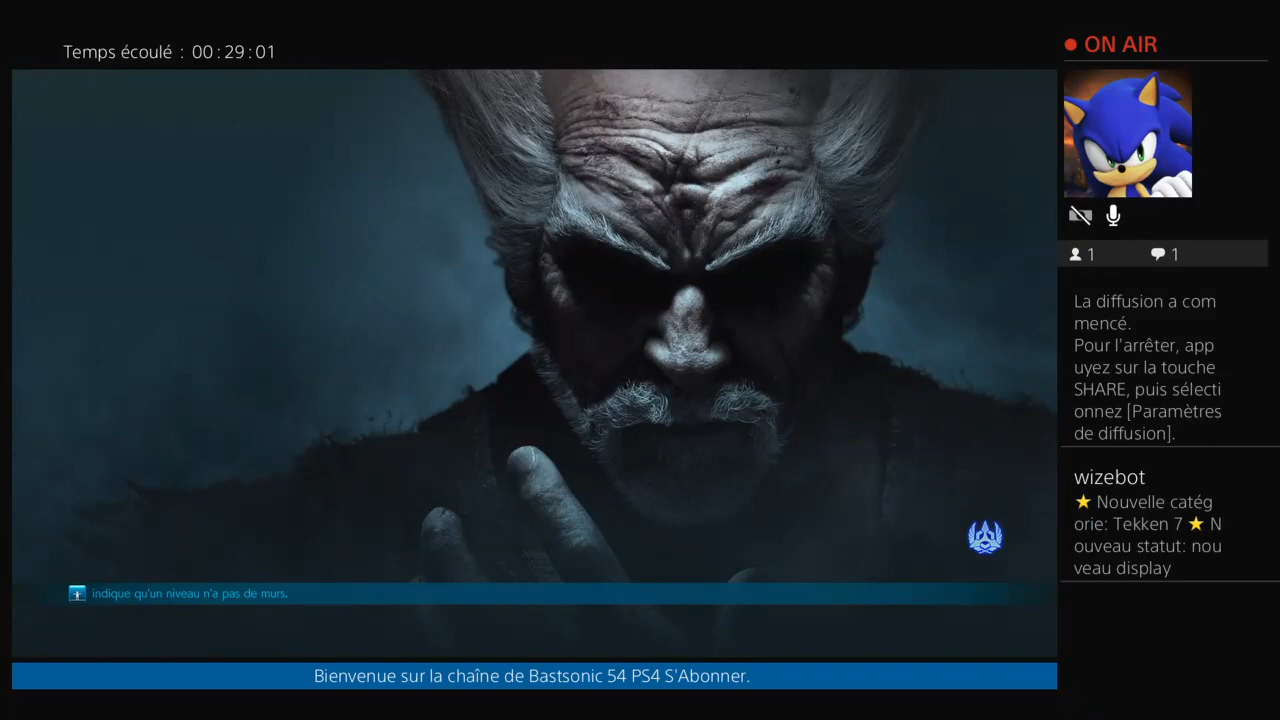 Temps écoulé : 00:29:01
ON AIR
1
1
La diffusion a com
mencé.
Pour l'arrêter, app
uyez sur la touche
SHARE, puis sélecti
onnez [Paramètres
de diffusion].
wizebot
⭐ Nouvelle catég
orie: Tekken 7 ⭐ N
ouveau statut: nou
veau display
indique qu'un niveau n'a pas de murs.
Bienvenue sur la chaîne de Bastsonic 54 PS4 S'Abonner.